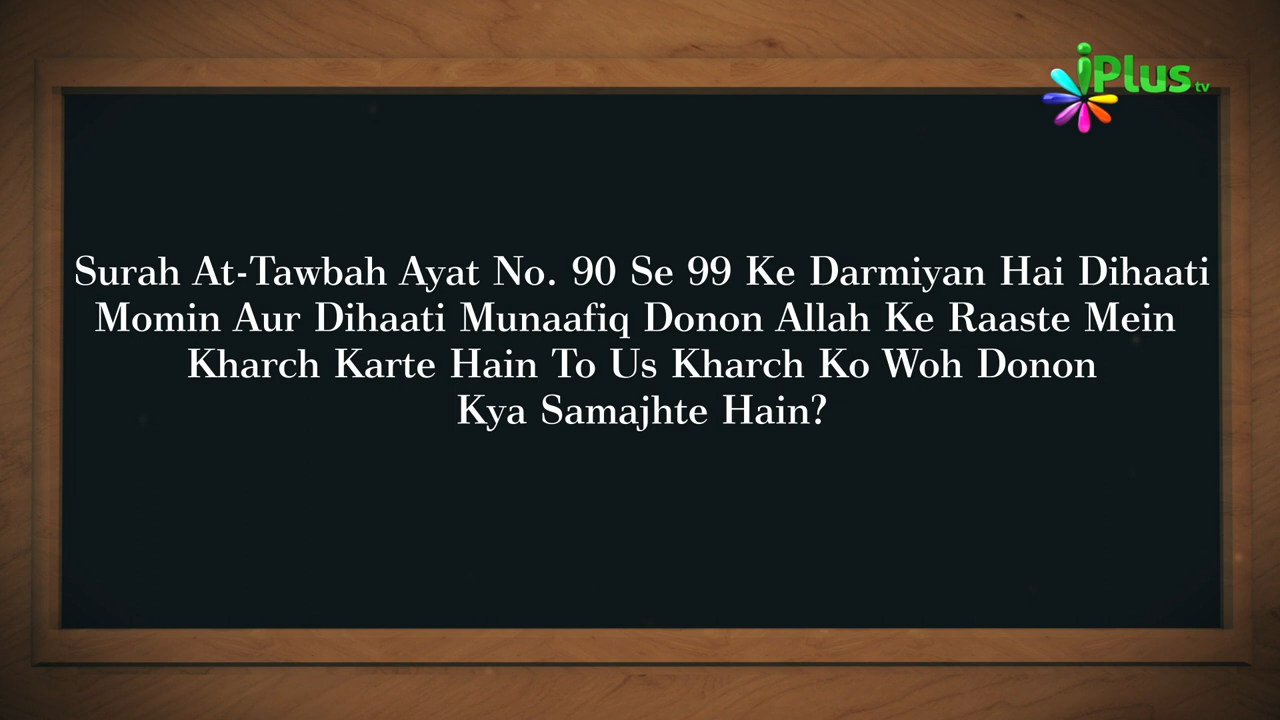 iPlus tv
Surah At-Tawbah Ayat No. 90 Se 99 Ke Darmiyan Hai Dihaati
Momin Aur Dihaati Munaafiq Donon Allah Ke Raaste Mein
Kharch Karte Hain To Us Kharch Ko Woh Donon
Kya Samajhte Hain?